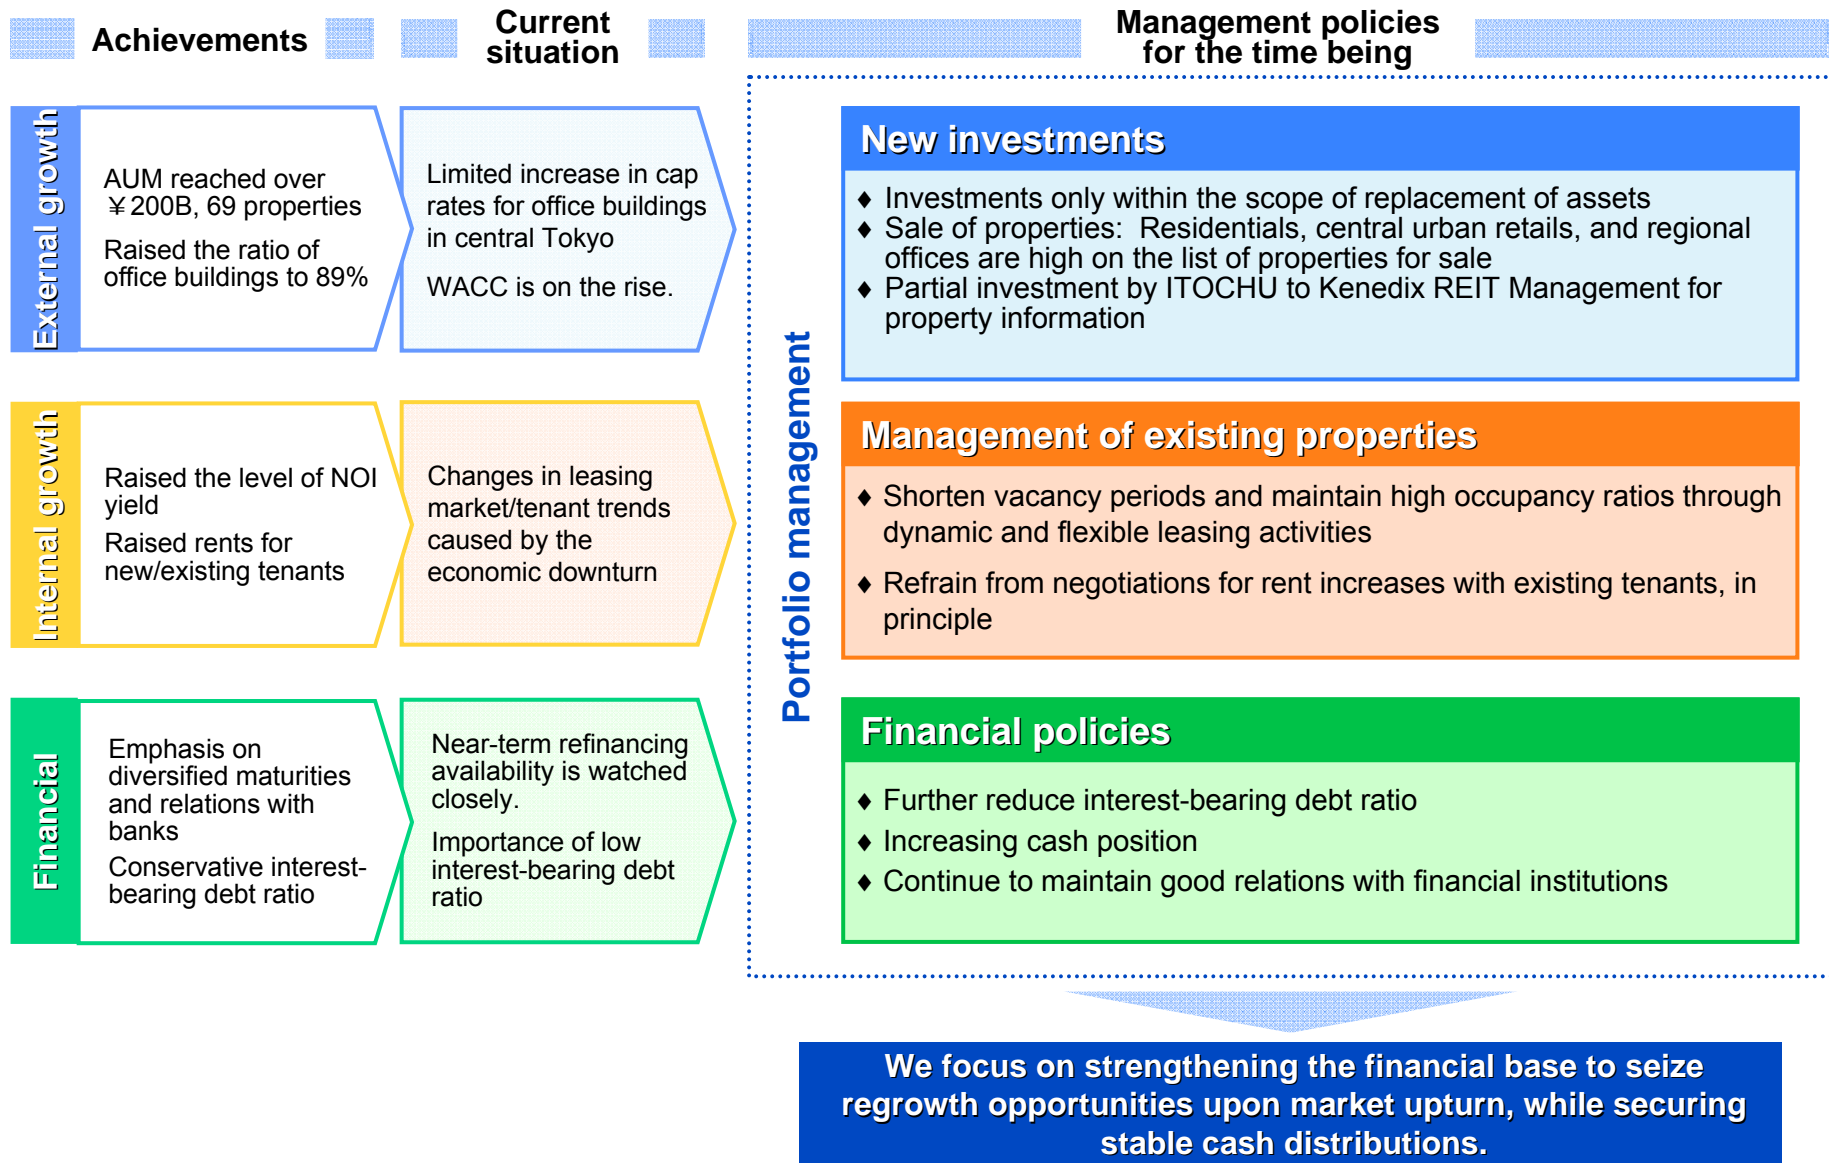 Achievements
Current
situation
Management policies
for the time being
External growth
AUM reached over
￥200B, 69 properties
Raised the ratio of
office buildings to 89%
Limited increase in cap
rates for office buildings
in central Tokyo
WACC is on the rise.
Internal growth
Raised the level of NOI
yield
Raised rents for
new/existing tenants
Changes in leasing
market/tenant trends
caused by the
economic downturn
Financial
Emphasis on
diversified maturities
and relations with
banks
Conservative interest-
bearing debt ratio
Near-term refinancing
availability is watched
closely.
Importance of low
interest-bearing debt
ratio
Portfolio management
New investments
♦ Investments only within the scope of replacement of assets
♦ Sale of properties: Residentials, central urban retails, and regional
offices are high on the list of properties for sale
♦ Partial investment by ITOCHU to Kenedix REIT Management for
property information
Management of existing properties
♦ Shorten vacancy periods and maintain high occupancy ratios through
dynamic and flexible leasing activities
♦ Refrain from negotiations for rent increases with existing tenants, in
principle
Financial policies
♦ Further reduce interest-bearing debt ratio
♦ Increasing cash position
♦ Continue to maintain good relations with financial institutions
We focus on strengthening the financial base to seize
regrowth opportunities upon market upturn, while securing
stable cash distributions.